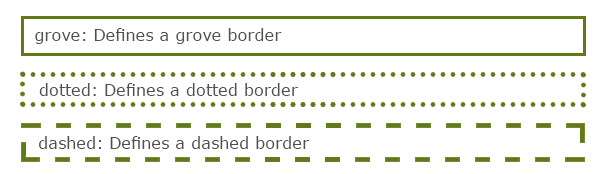 grove: Defines a grove border
dotted: Defines a dotted border
dashed: Defines a dashed border